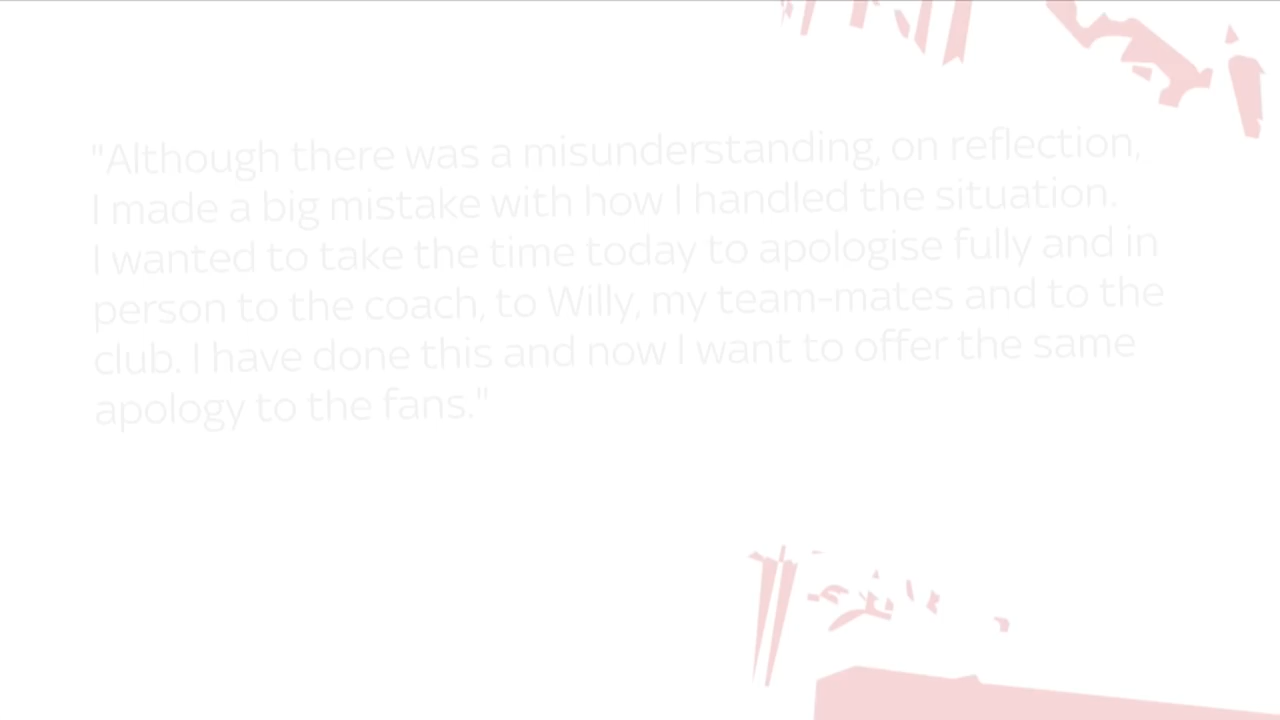 "Although there was a misunderstanding, on reflection,
I made a big mistake with how I handled the situation.
I wanted to take the time today to apologise fully and in
person to the coach, to Willy, my team-mates and to the
club. I have done this and now I want to offer the same
apology to the fans."